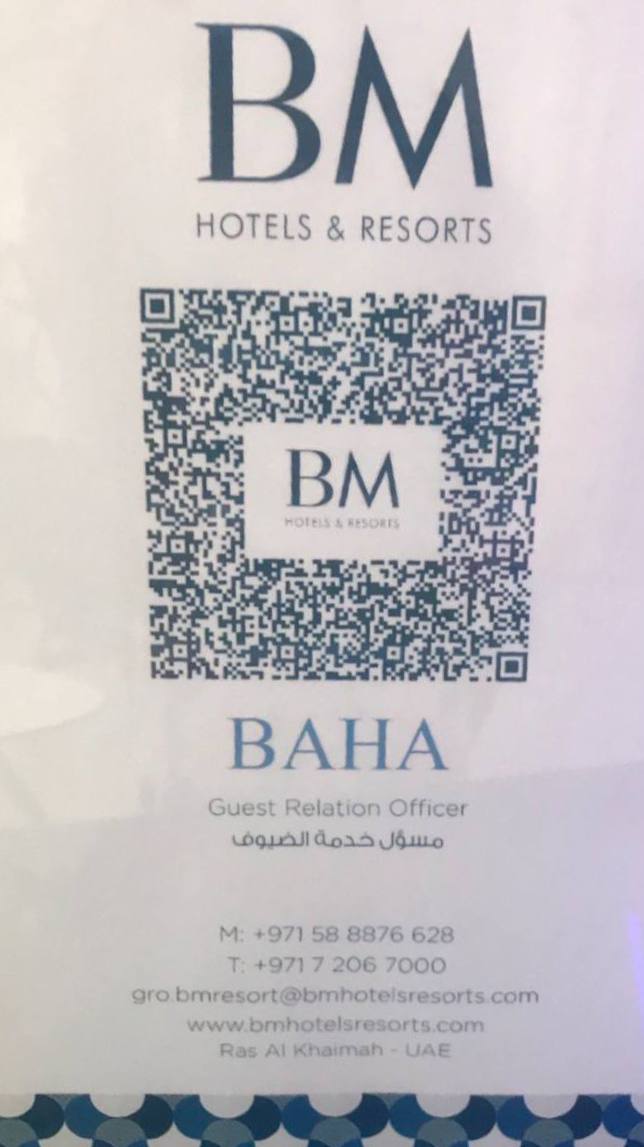 BM
HOTELS & RESORTS
BM
HOTELS & RESORTS
BAHA
Guest Relation Officer
مسؤل خدمة الضيوف
M: +971 58 8876 628
T: +971 7 206 7000
gro.bmresort@bmhotelsresorts.com
www.bmhotelsresorts.com
Ras Al Khaimah - UAE